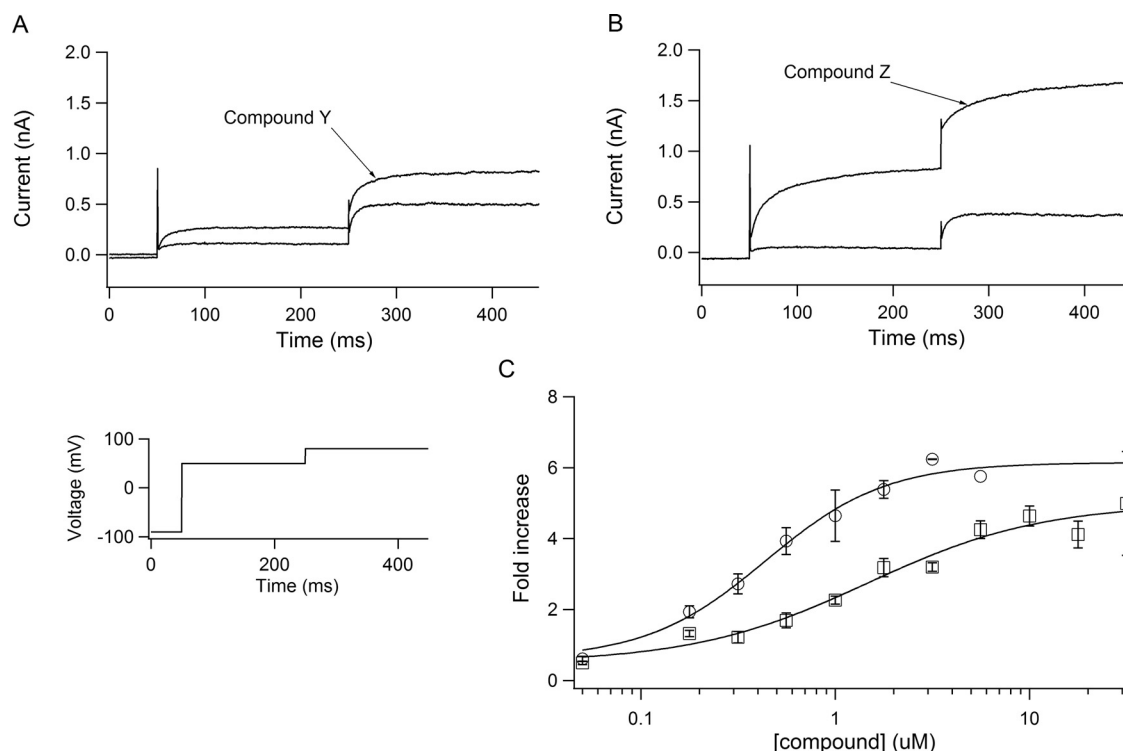 A
2.0
1.5
1.0
0.5
0.0
Current (nA)
Compound Y
0 100 200 300 400
Time (ms)
B
2.0
1.5
1.0
0.5
0.0
Current (nA)
Compound Z
0 100 200 300 400
Time (ms)
100
0
-100
Voltage (mV)
0 200 400
Time (ms)
C
8
6
4
2
0
Fold increase
0.1 1 10
[compound] (uM)